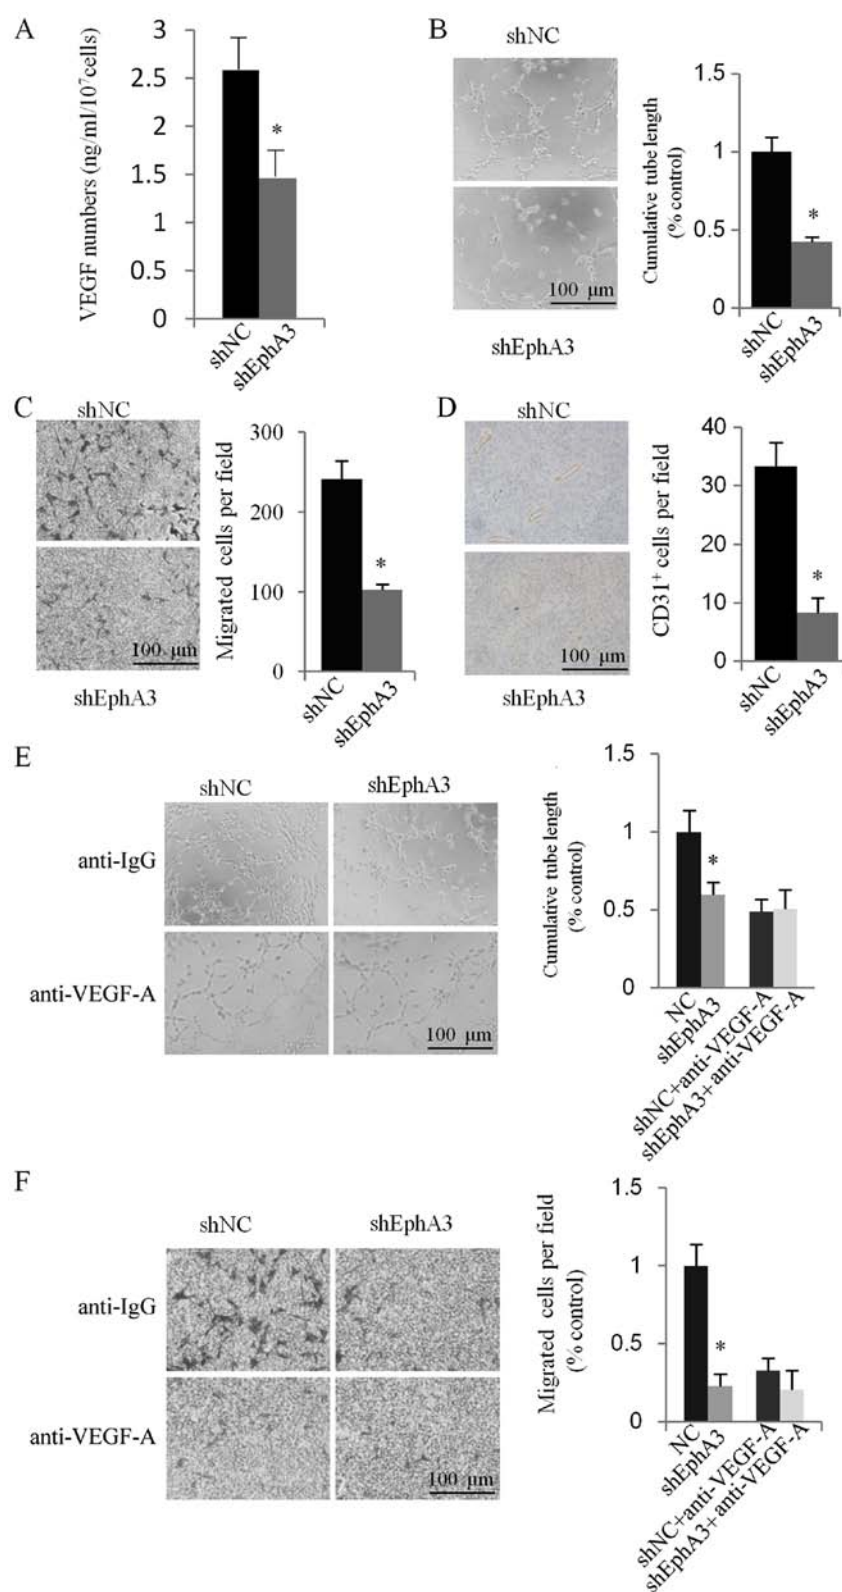 A
VEGF numbers (ng/ml/10⁷cells)
3
2.5
2
1.5
1
0.5
0
*
shNC
shEphA3
B
shNC
100 µm
shEphA3
Cumulative tube length
(% control)
1.5
1
0.5
0
*
shNC
shEphA3
C
shNC
100 µm
shEphA3
Migrated cells per field
300
200
100
0
*
shNC
shEphA3
D
shNC
100 µm
shEphA3
CD31⁺ cells per field
40
30
20
10
0
*
shNC
shEphA3
E
shNC
shEphA3
anti-IgG
anti-VEGF-A
100 µm
Cumulative tube length
(% control)
1.5
1
0.5
0
*
NC
shEphA3
shNC+anti-VEGF-A
shEphA3+anti-VEGF-A
F
shNC
shEphA3
anti-IgG
anti-VEGF-A
100 µm
Migrated cells per field
(% control)
1.5
1
0.5
0
*
NC
shEphA3
shNC+anti-VEGF-A
shEphA3+anti-VEGF-A